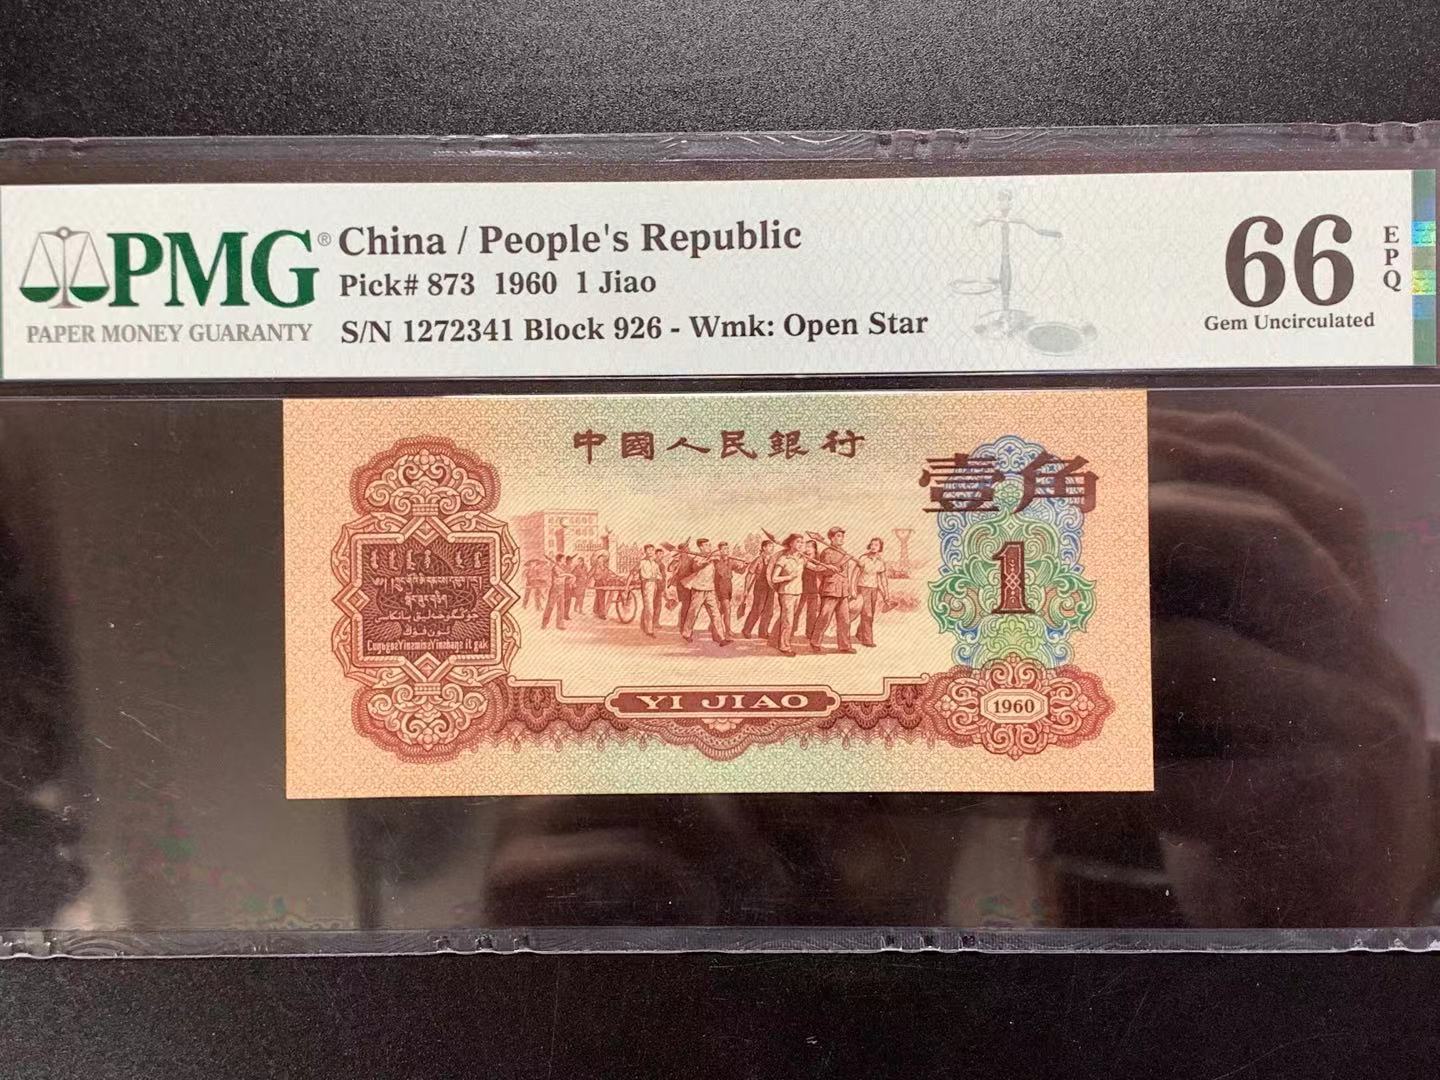 PMG®
PAPER MONEY GUARANTY
China / People's Republic
Pick# 873 1960 1 Jiao
S/N 1272341 Block 926 - Wmk: Open Star
66 EPQ
Gem Uncirculated
中國人民銀行
壹角
1
YI JIAO
1960